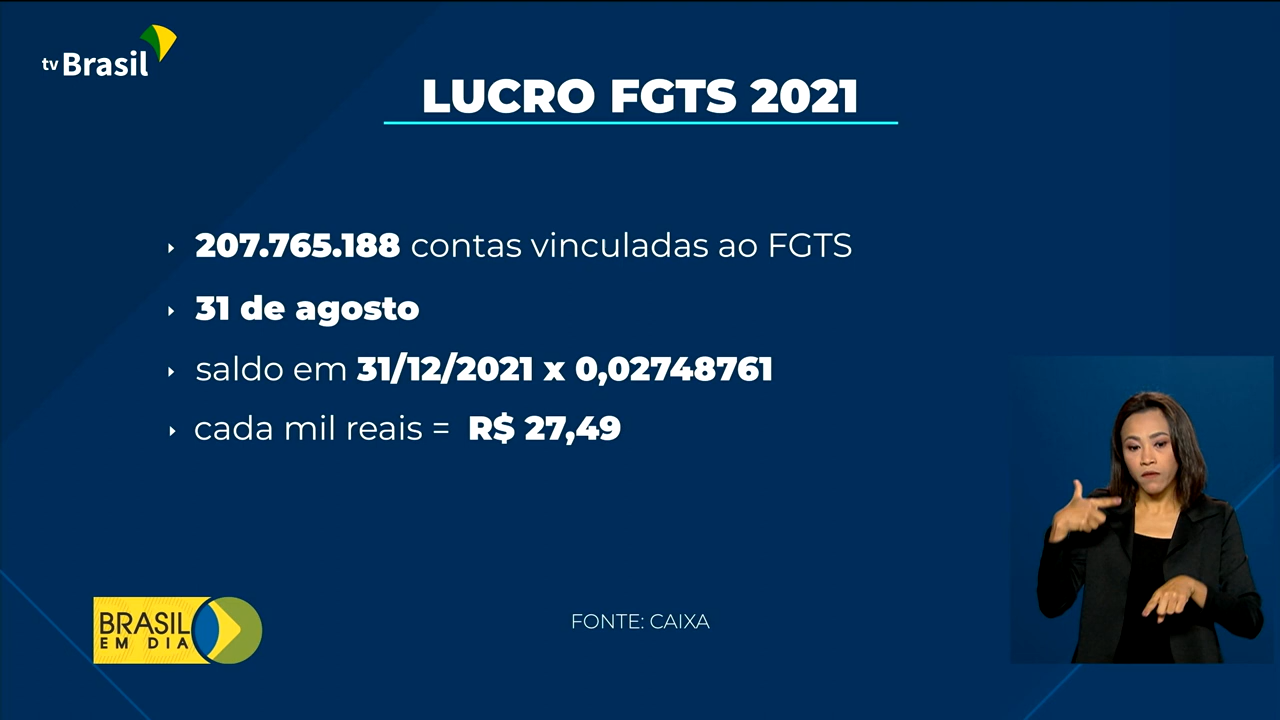 tv Brasil
LUCRO FGTS 2021
207.765.188 contas vinculadas ao FGTS
31 de agosto
saldo em 31/12/2021 x 0,02748761
cada mil reais = R$ 27,49
BRASIL
EM DIA
FONTE: CAIXA